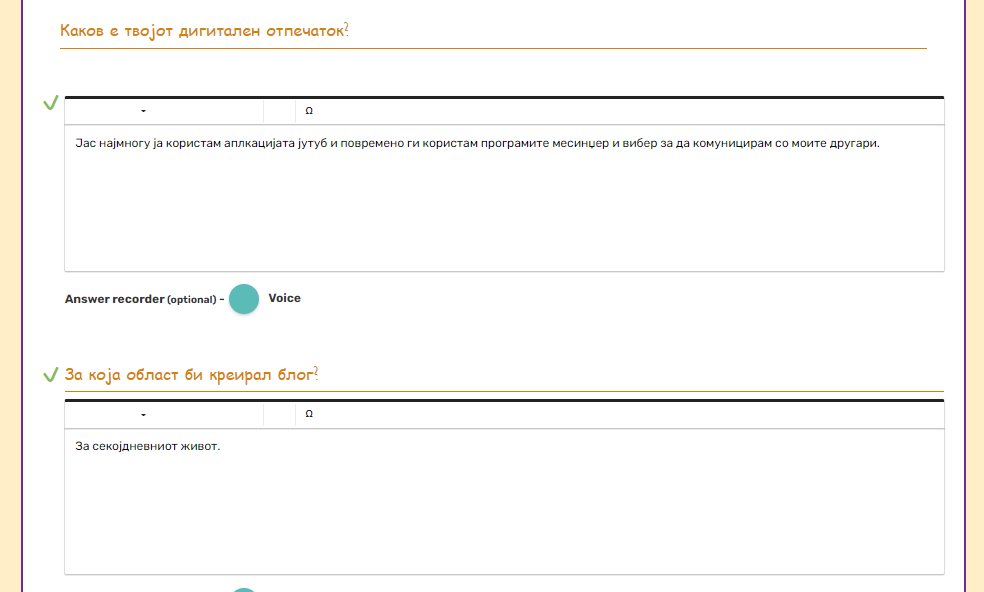 Каков е твојот дигитален отпечаток?
Ω
Јас најмногу ја користам аплкацијата јутуб и повремено ги користам програмите месинџер и вибер за да комуницирам со моите другари.
Answer recorder (optional) - Voice
За која област би креирал блог?
Ω
За секојдневниот живот.